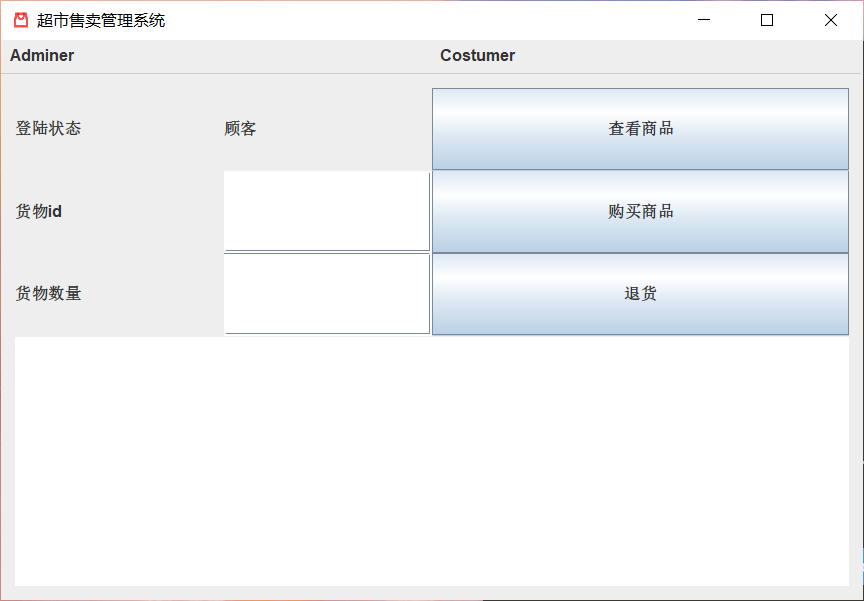 超市售卖管理系统
Adminer Costumer
登陆状态 顾客 查看商品
货物id 购买商品
货物数量 退货